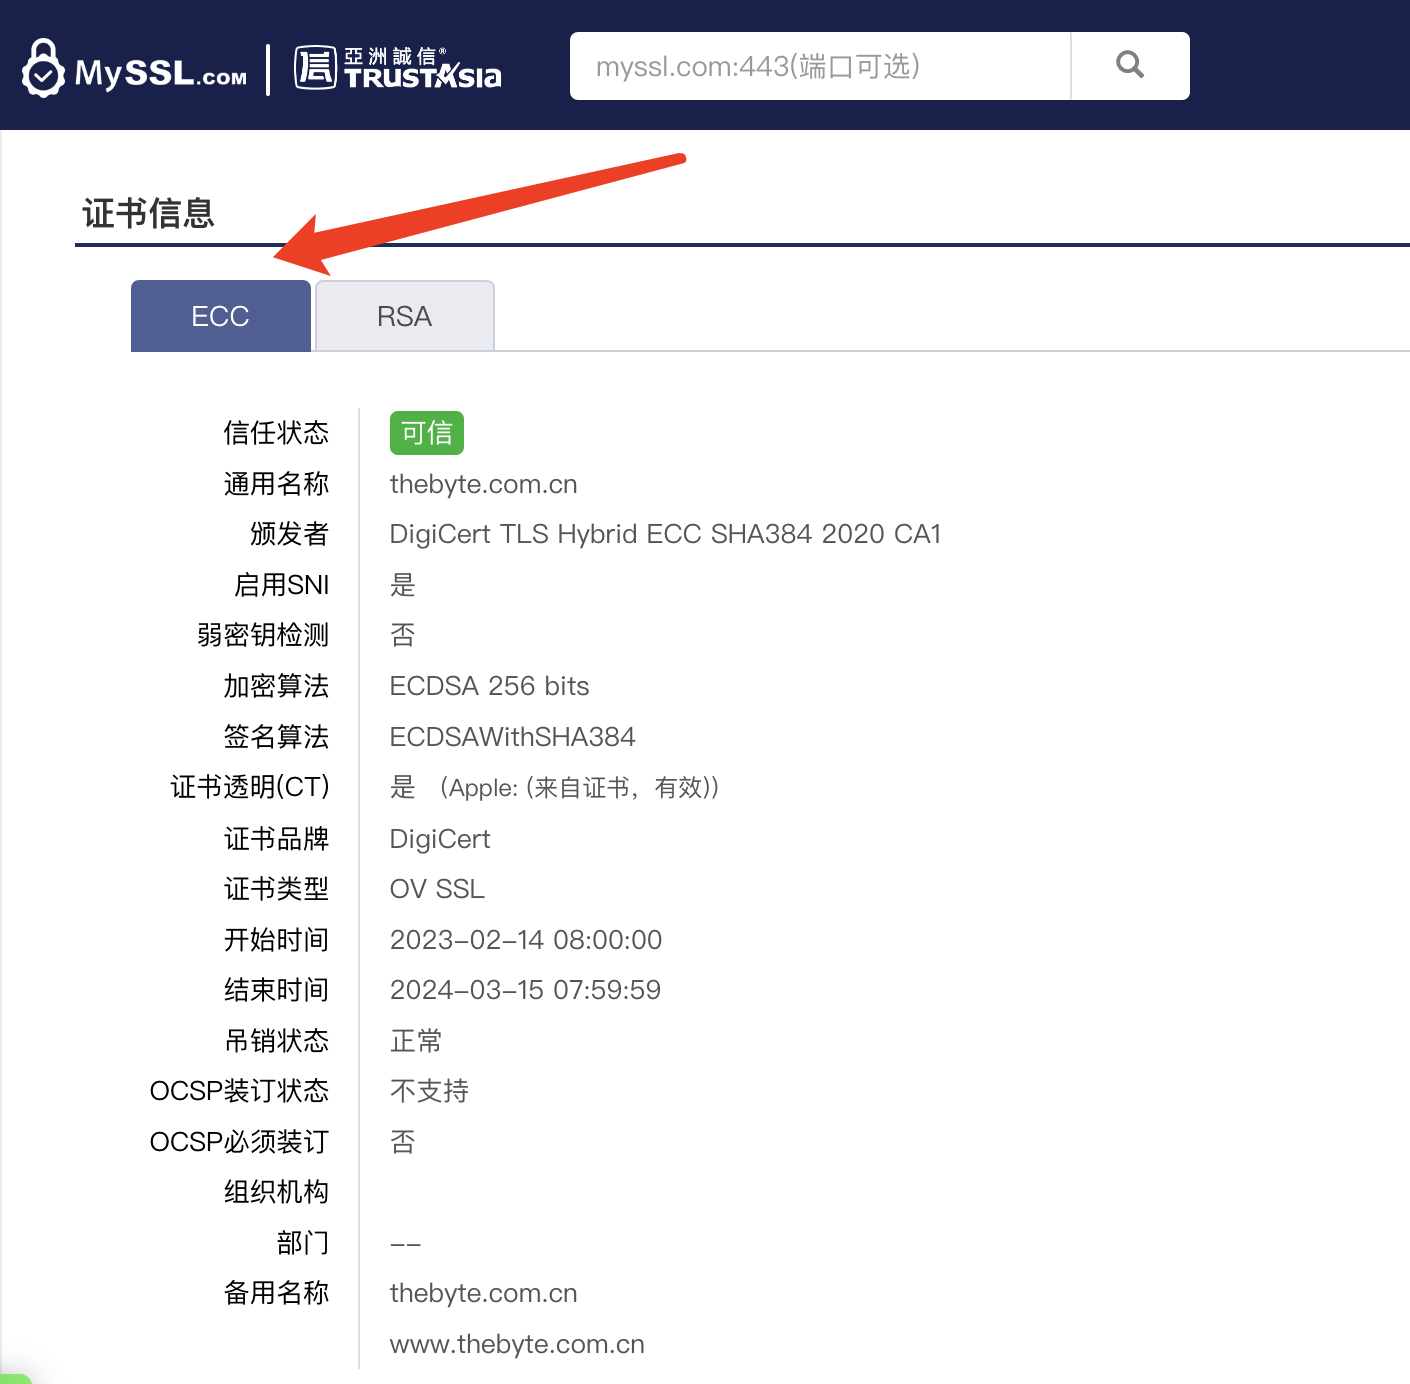 MySSL.com
信 亞洲誠信® TRUSTAsia
myssl.com:443(端口可选)
证书信息
ECC RSA
信任状态 可信
通用名称 thebyte.com.cn
颁发者 DigiCert TLS Hybrid ECC SHA384 2020 CA1
启用SNI 是
弱密钥检测 否
加密算法 ECDSA 256 bits
签名算法 ECDSAWithSHA384
证书透明(CT) 是 (Apple: (来自证书，有效))
证书品牌 DigiCert
证书类型 OV SSL
开始时间 2023-02-14 08:00:00
结束时间 2024-03-15 07:59:59
吊销状态 正常
OCSP装订状态 不支持
OCSP必须装订 否
组织机构
部门 --
备用名称 thebyte.com.cn
www.thebyte.com.cn